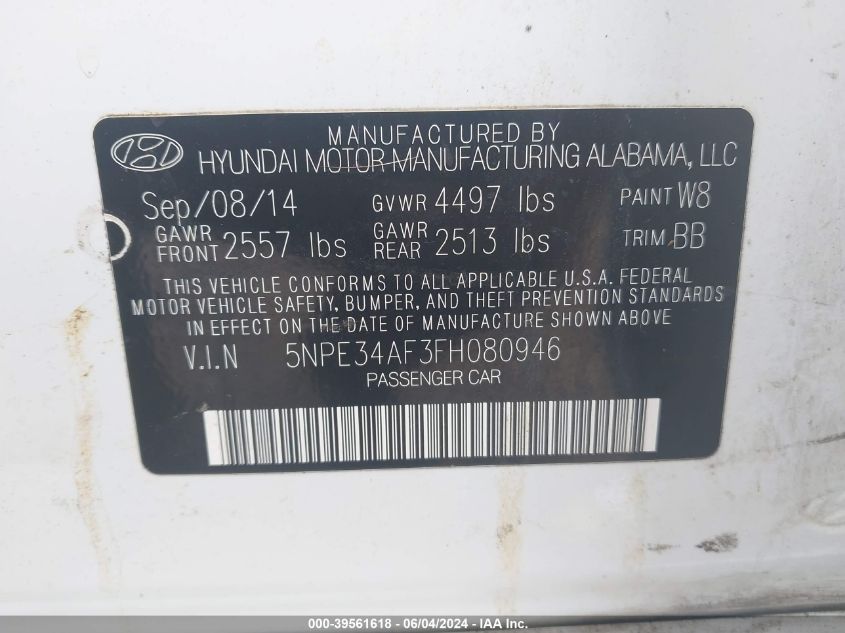 MANUFACTURED BY
HYUNDAI MOTOR MANUFACTURING ALABAMA, LLC
Sep/08/14 GVWR 4497 lbs PAINT W8
GAWR FRONT 2557 lbs GAWR REAR 2513 lbs TRIM BB
THIS VEHICLE CONFORMS TO ALL APPLICABLE U.S.A. FEDERAL
MOTOR VEHICLE SAFETY, BUMPER, AND THEFT PREVENTION STANDARDS
IN EFFECT ON THE DATE OF MANUFACTURE SHOWN ABOVE.
V.I.N 5NPE34AF3FH080946
PASSENGER CAR
000-39561618 - 06/04/2024 - IAA Inc.